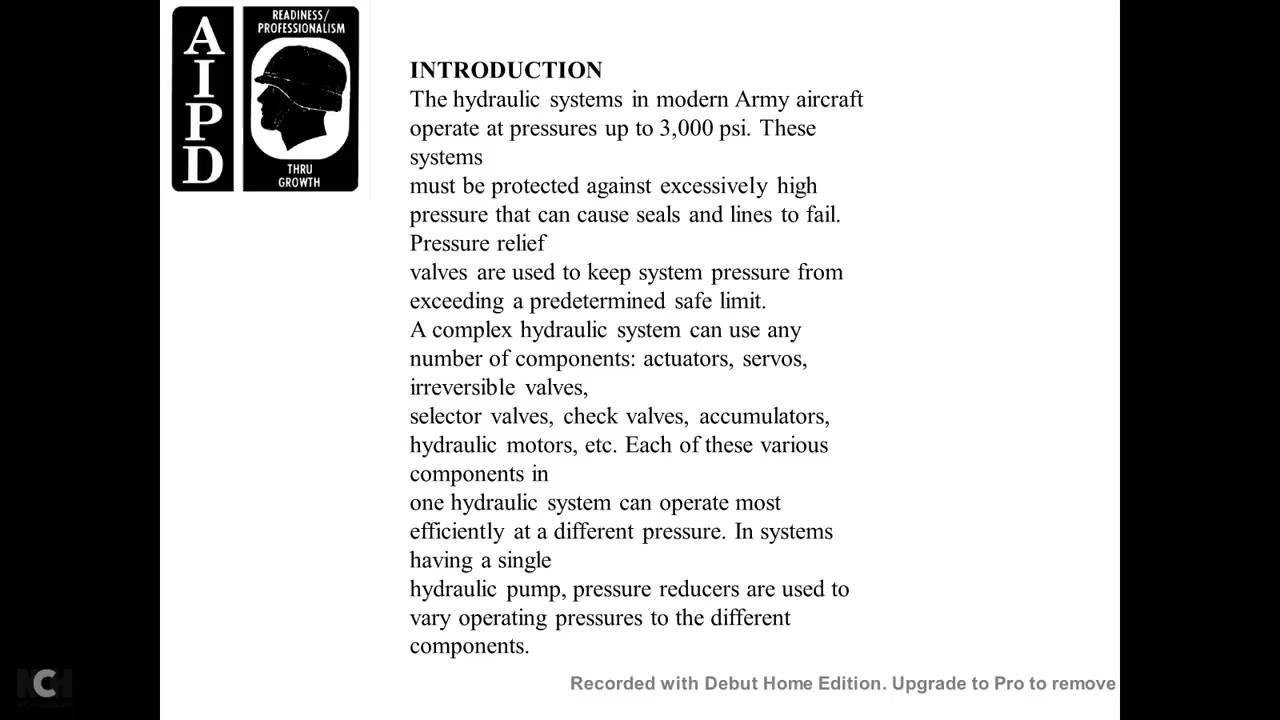 AIPD
READINESS/
PROFESSIONALISM
THRU
GROWTH
INTRODUCTION
The hydraulic systems in modern Army aircraft
operate at pressures up to 3,000 psi. These
systems
must be protected against excessively high
pressure that can cause seals and lines to fail.
Pressure relief
valves are used to keep system pressure from
exceeding a predetermined safe limit.
A complex hydraulic system can use any
number of components: actuators, servos,
irreversible valves,
selector valves, check valves, accumulators,
hydraulic motors, etc. Each of these various
components in
one hydraulic system can operate most
efficiently at a different pressure. In systems
having a single
hydraulic pump, pressure reducers are used to
vary operating pressures to the different
components.
Recorded with Debut Home Edition. Upgrade to Pro to remove